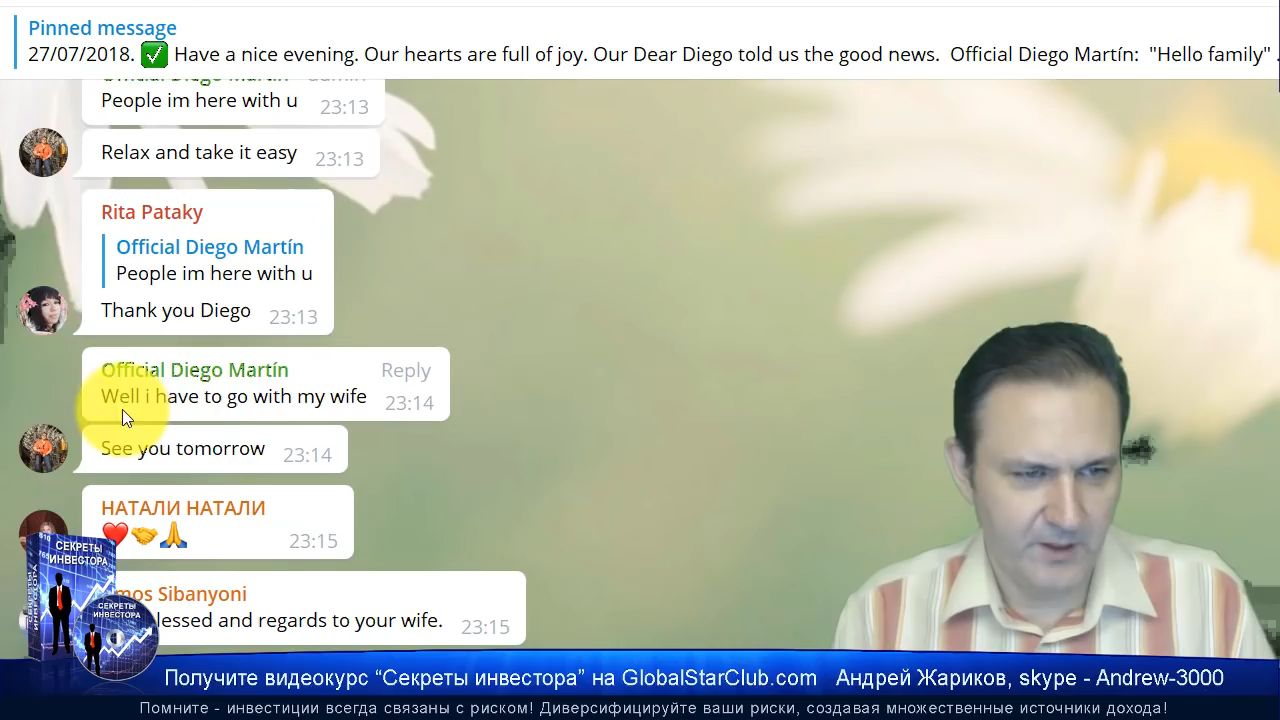 Pinned message
27/07/2018. ✅ Have a nice evening. Our hearts are full of joy. Our Dear Diego told us the good news. Official Diego Martín: "Hello family"
Official Diego Martín admin
People im here with u 23:13
Relax and take it easy 23:13
Rita Pataky
Official Diego Martín
People im here with u
Thank you Diego 23:13
Official Diego Martín Reply
Well i have to go with my wife 23:14
See you tomorrow 23:14
НАТАЛИ НАТАЛИ
❤️🤝🙏 23:15
mos Sibanyoni
lessed and regards to your wife. 23:15
СЕКРЕТЫ
ИНВЕСТОРА
СЕКРЕТЫ ИНВЕСТОРА
СЕКРЕТЫ
ИНВЕСТОРА
Получите видеокурс “Секреты инвестора” на GlobalStarClub.com Андрей Жариков, skype - Andrew-3000
Помните - инвестиции всегда связаны с риском! Диверсифицируйте ваши риски, создавая множественные источники дохода!